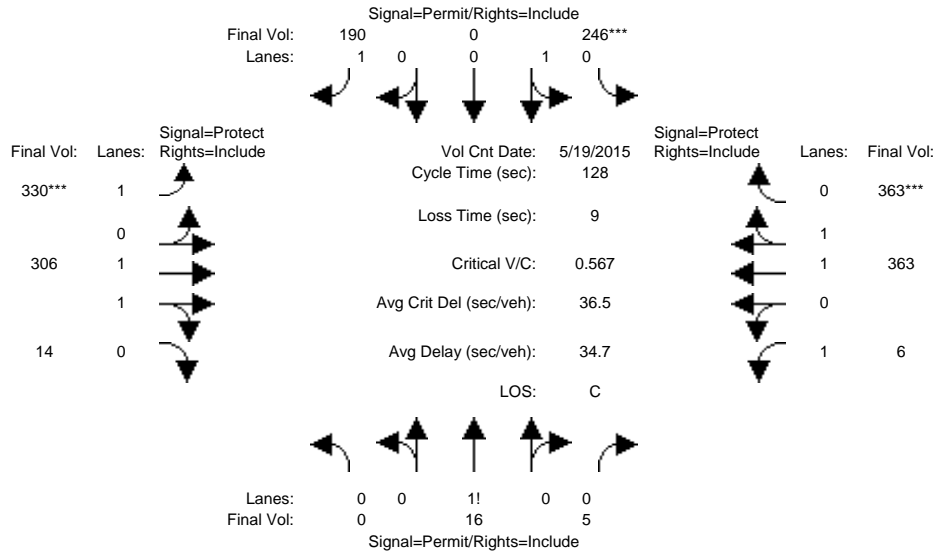 Signal=Permit/Rights=Include
Final Vol: 190 0 246***
Lanes: 1 0 0 1 0
Signal=Protect Signal=Protect
Final Vol: Lanes: Rights=Include Vol Cnt Date: 5/19/2015 Rights=Include Lanes: Final Vol:
Cycle Time (sec): 128
330*** 1 0 363***
Loss Time (sec): 9
0 1
306 1 Critical V/C: 0.567 1 363
1 Avg Crit Del (sec/veh): 36.5 0
14 0 Avg Delay (sec/veh): 34.7 1 6
LOS: C
Lanes: 0 0 1! 0 0
Final Vol: 0 16 5
Signal=Permit/Rights=Include